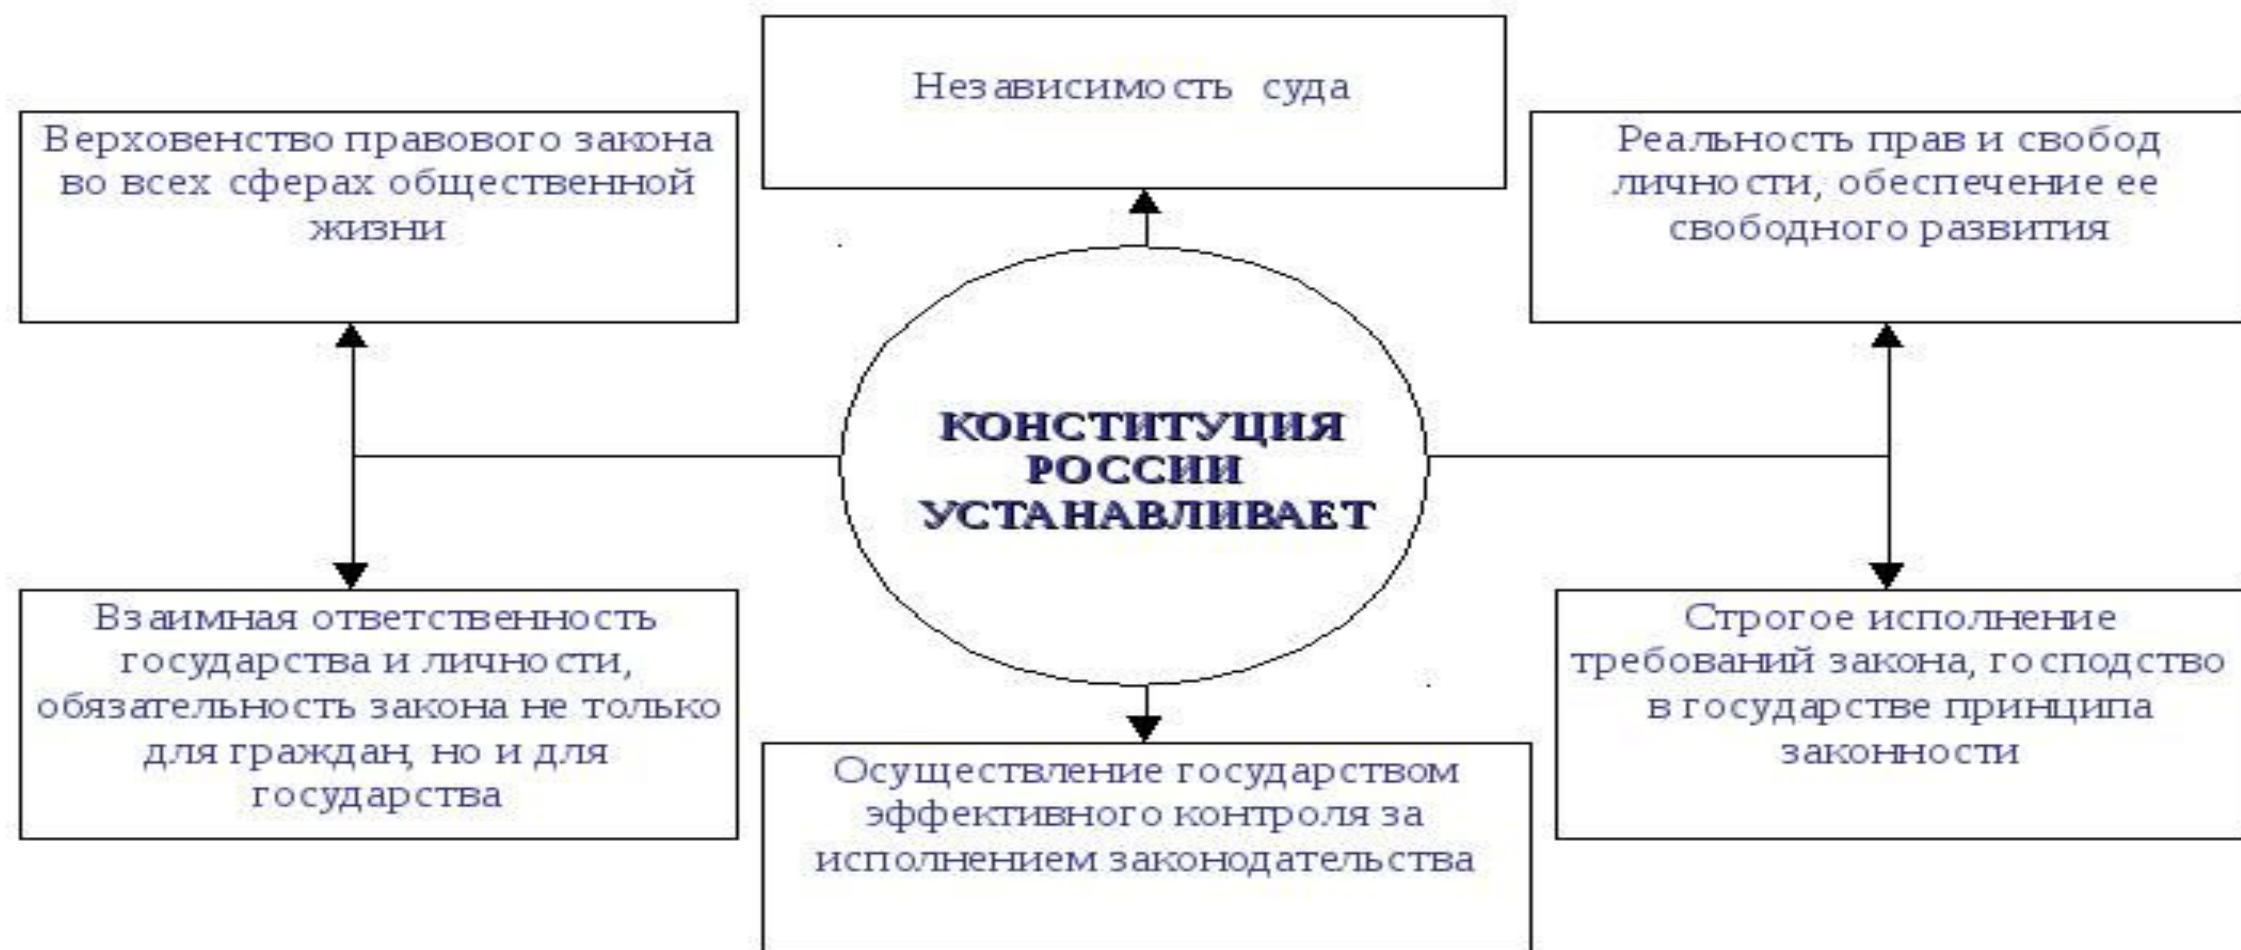 Независимость суда
Верховенство правового закона
во всех сферах общественной
жизни
Реальность прав и свобод
личности, обеспечение ее
свободного развития
КОНСТИТУЦИЯ
РОССИИ
УСТАНАВЛИВАЕТ
Взаимная ответственность
государства и личности,
обязательность закона не только
для граждан, но и для
государства
Осуществление государством
эффективного контроля за
исполнением законодательства
Строгое исполнение
требований закона, господство
в государстве принципа
законности